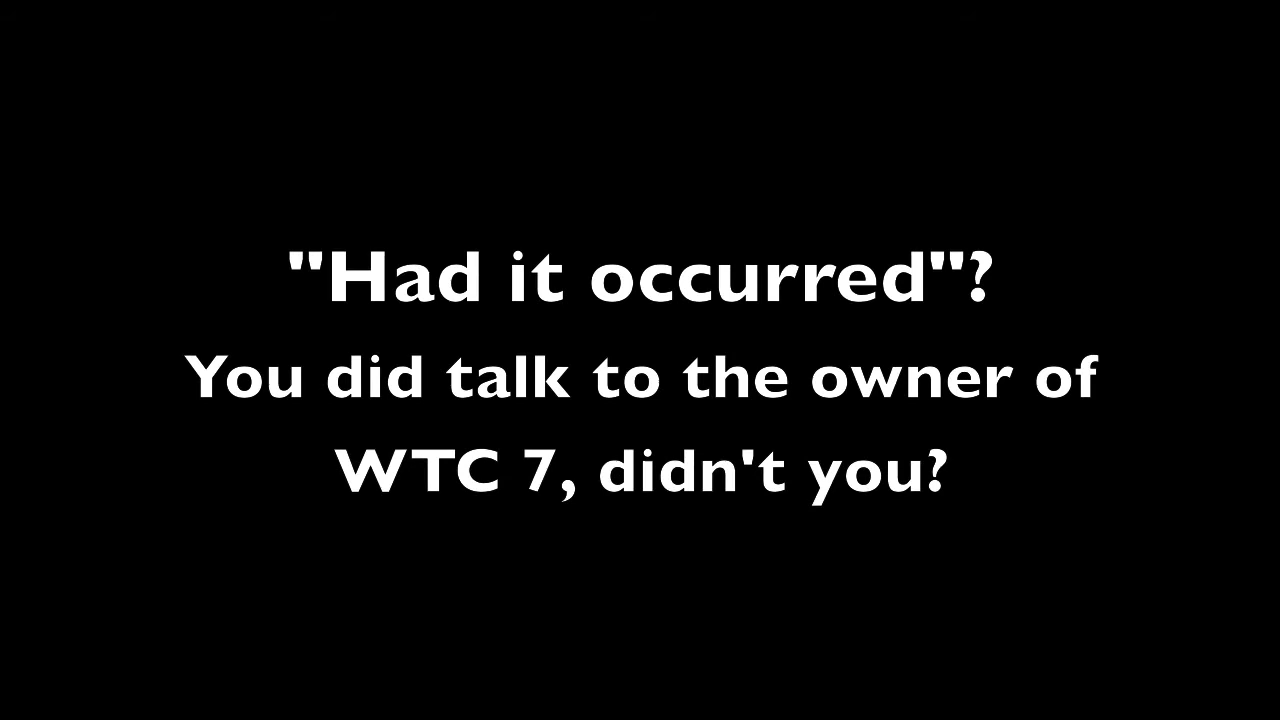 "Had it occurred"?
You did talk to the owner of
WTC 7, didn't you?